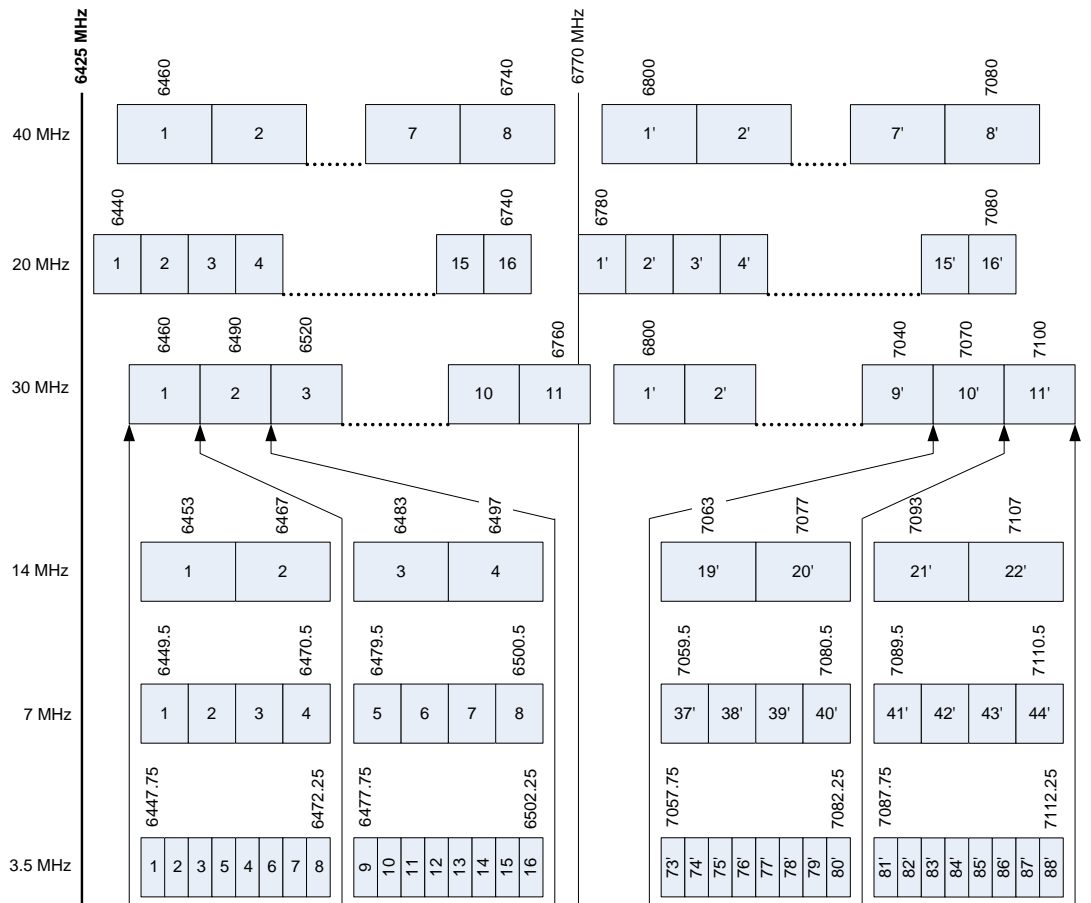 6425 MHz 6770 MHz
6460 6740 6800 7080
40 MHz 1 2 7 8 1' 2' 7' 8'
6440 6740 6780 7080
20 MHz 1 2 3 4 15 16 1' 2' 3' 4' 15' 16'
6460 6490 6520 6760 6800 7040 7070 7100
30 MHz 1 2 3 10 11 1' 2' 9' 10' 11'
6453 6467 6483 6497 7063 7077 7093 7107
14 MHz 1 2 3 4 19' 20' 21' 22'
6449.5 6470.5 6479.5 6500.5 7059.5 7080.5 7089.5 7110.5
7 MHz 1 2 3 4 5 6 7 8 37' 38' 39' 40' 41' 42' 43' 44'
6447.75 6472.25 6477.75 6502.25 7057.75 7082.25 7087.75 7112.25
3.5 MHz 1 2 3 5 4 6 7 8 9 10 11 12 13 14 15 16 73' 74' 75' 76' 77' 78' 79' 80' 81' 82' 83' 84' 85' 86' 87' 88'